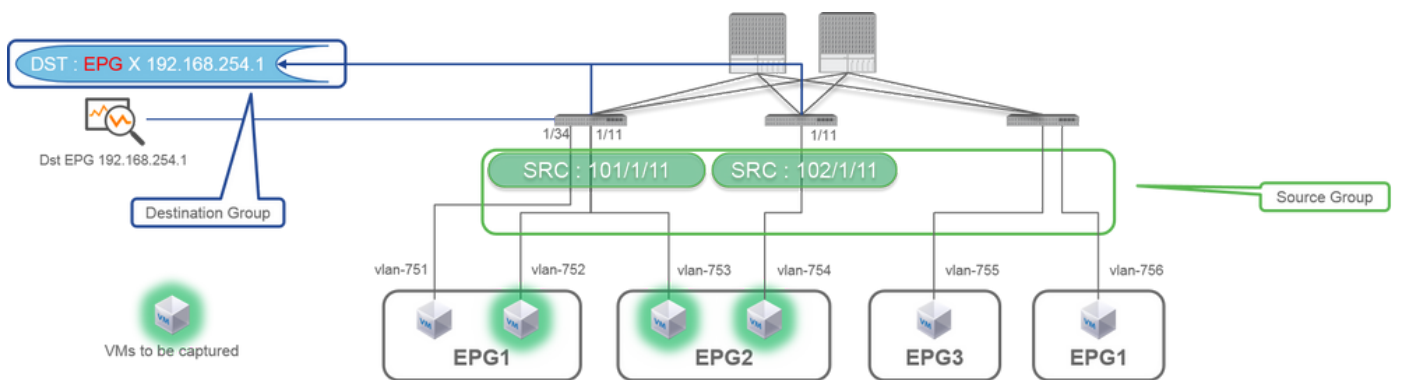 DST : EPG X 192.168.254.1
Dst EPG 192.168.254.1
Destination Group
1/34
1/11
1/11
SRC : 101/1/11
SRC : 102/1/11
Source Group
vlan-751
vlan-752
vlan-753
vlan-754
vlan-755
vlan-756
VM
VM
VM
VM
VM
VM
VM
VMs to be captured
EPG1
EPG2
EPG3
EPG1